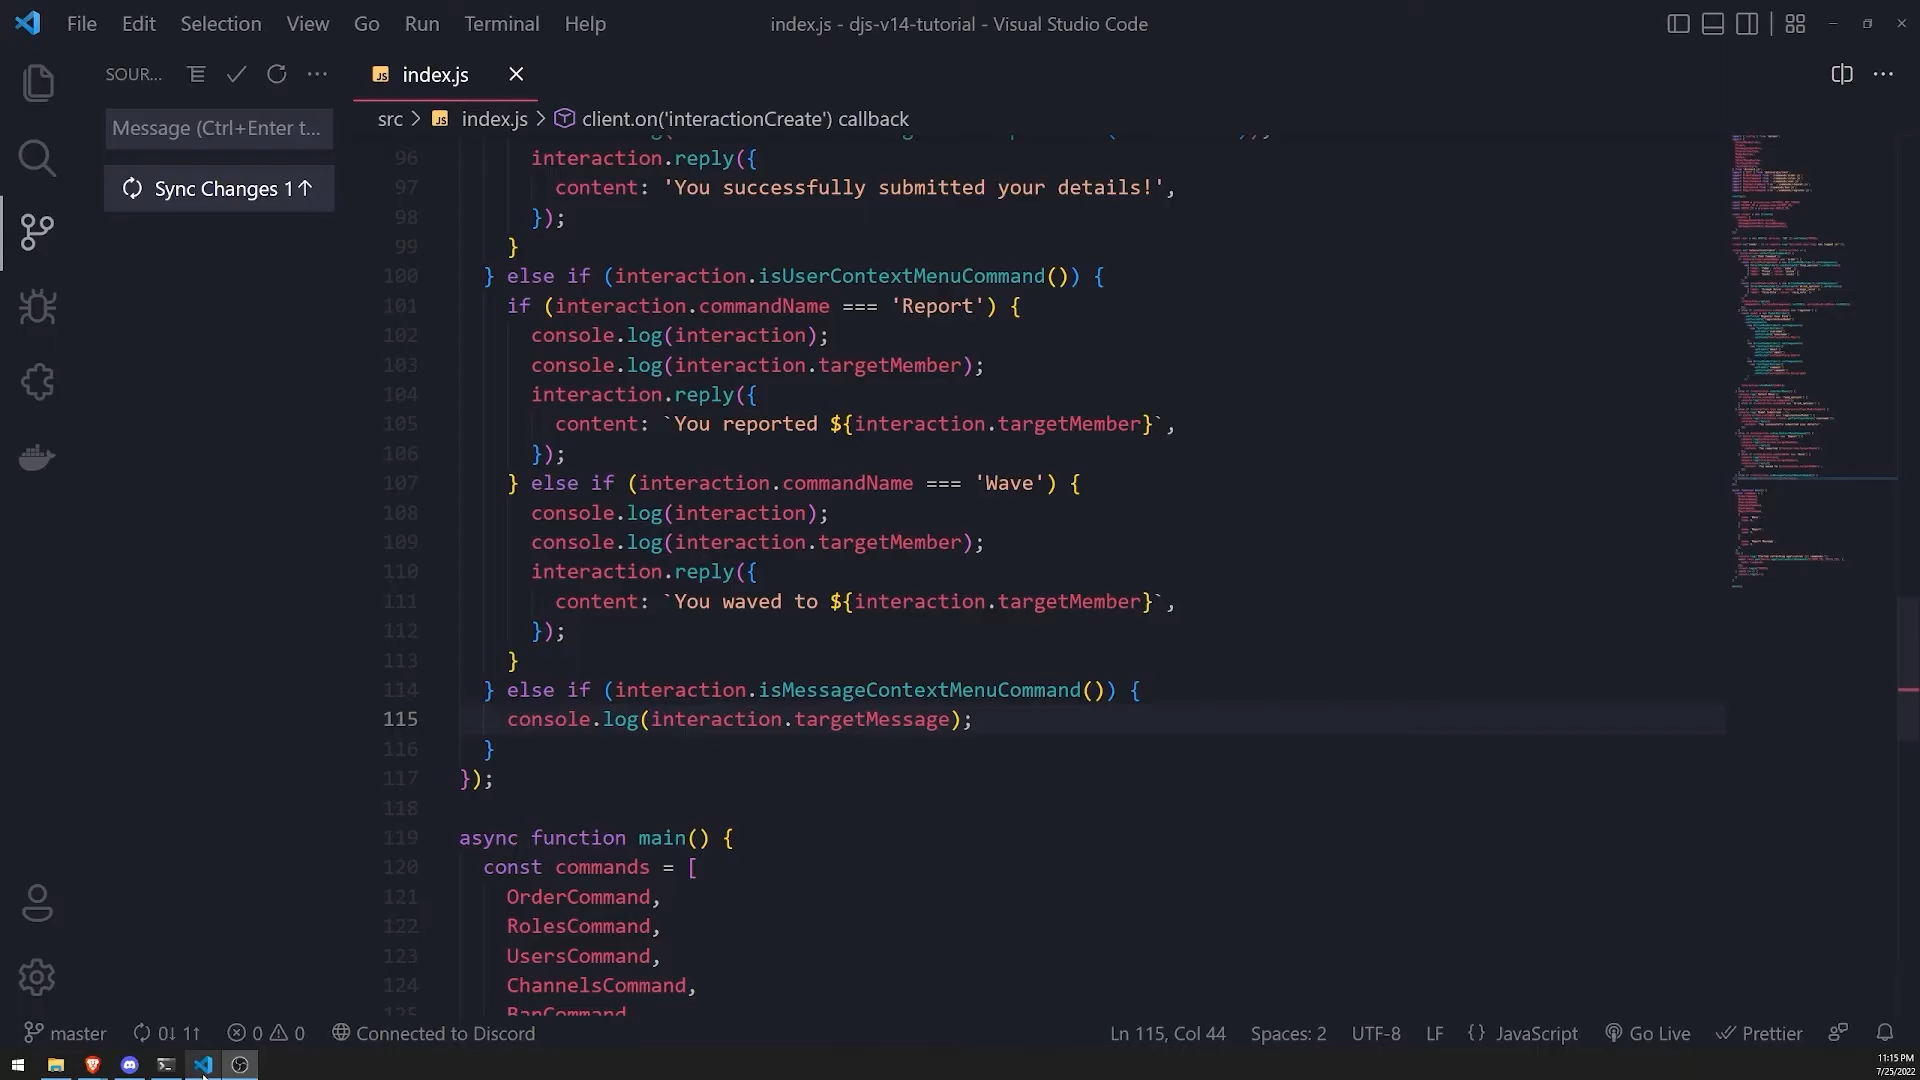 File Edit Selection View Go Run Terminal Help
index.js - djs-v14-tutorial - Visual Studio Code
SOUR...
JS index.js
Message (Ctrl+Enter t...
Sync Changes 1↑
src > JS index.js > client.on('interactionCreate') callback
96 interaction.reply({
97 content: 'You successfully submitted your details!',
98 });
99 }
100 } else if (interaction.isUserContextMenuCommand()) {
101 if (interaction.commandName === 'Report') {
102 console.log(interaction);
103 console.log(interaction.targetMember);
104 interaction.reply({
105 content: `You reported ${interaction.targetMember}`,
106 });
107 } else if (interaction.commandName === 'Wave') {
108 console.log(interaction);
109 console.log(interaction.targetMember);
110 interaction.reply({
111 content: `You waved to ${interaction.targetMember}`,
112 });
113 }
114 } else if (interaction.isMessageContextMenuCommand()) {
115 console.log(interaction.targetMessage);
116 }
117 });
118
119 async function main() {
120 const commands = [
121 OrderCommand,
122 RolesCommand,
123 UsersCommand,
124 ChannelsCommand,
125 BanCommand
master 0↓ 1↑ 0 0 Connected to Discord
Ln 115, Col 44 Spaces: 2 UTF-8 LF {} JavaScript Go Live Prettier
11:15 PM
7/25/2022